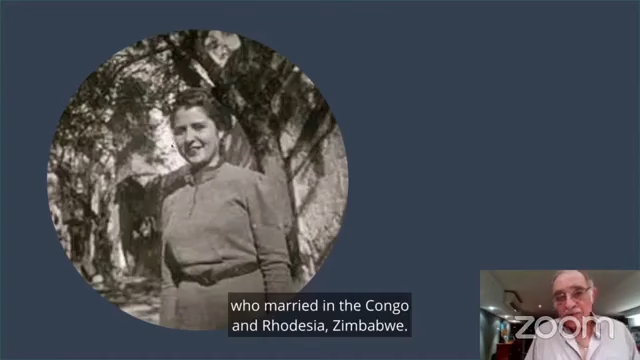 who married in the Congo
and Rhodesia, Zimbabwe.
zoom